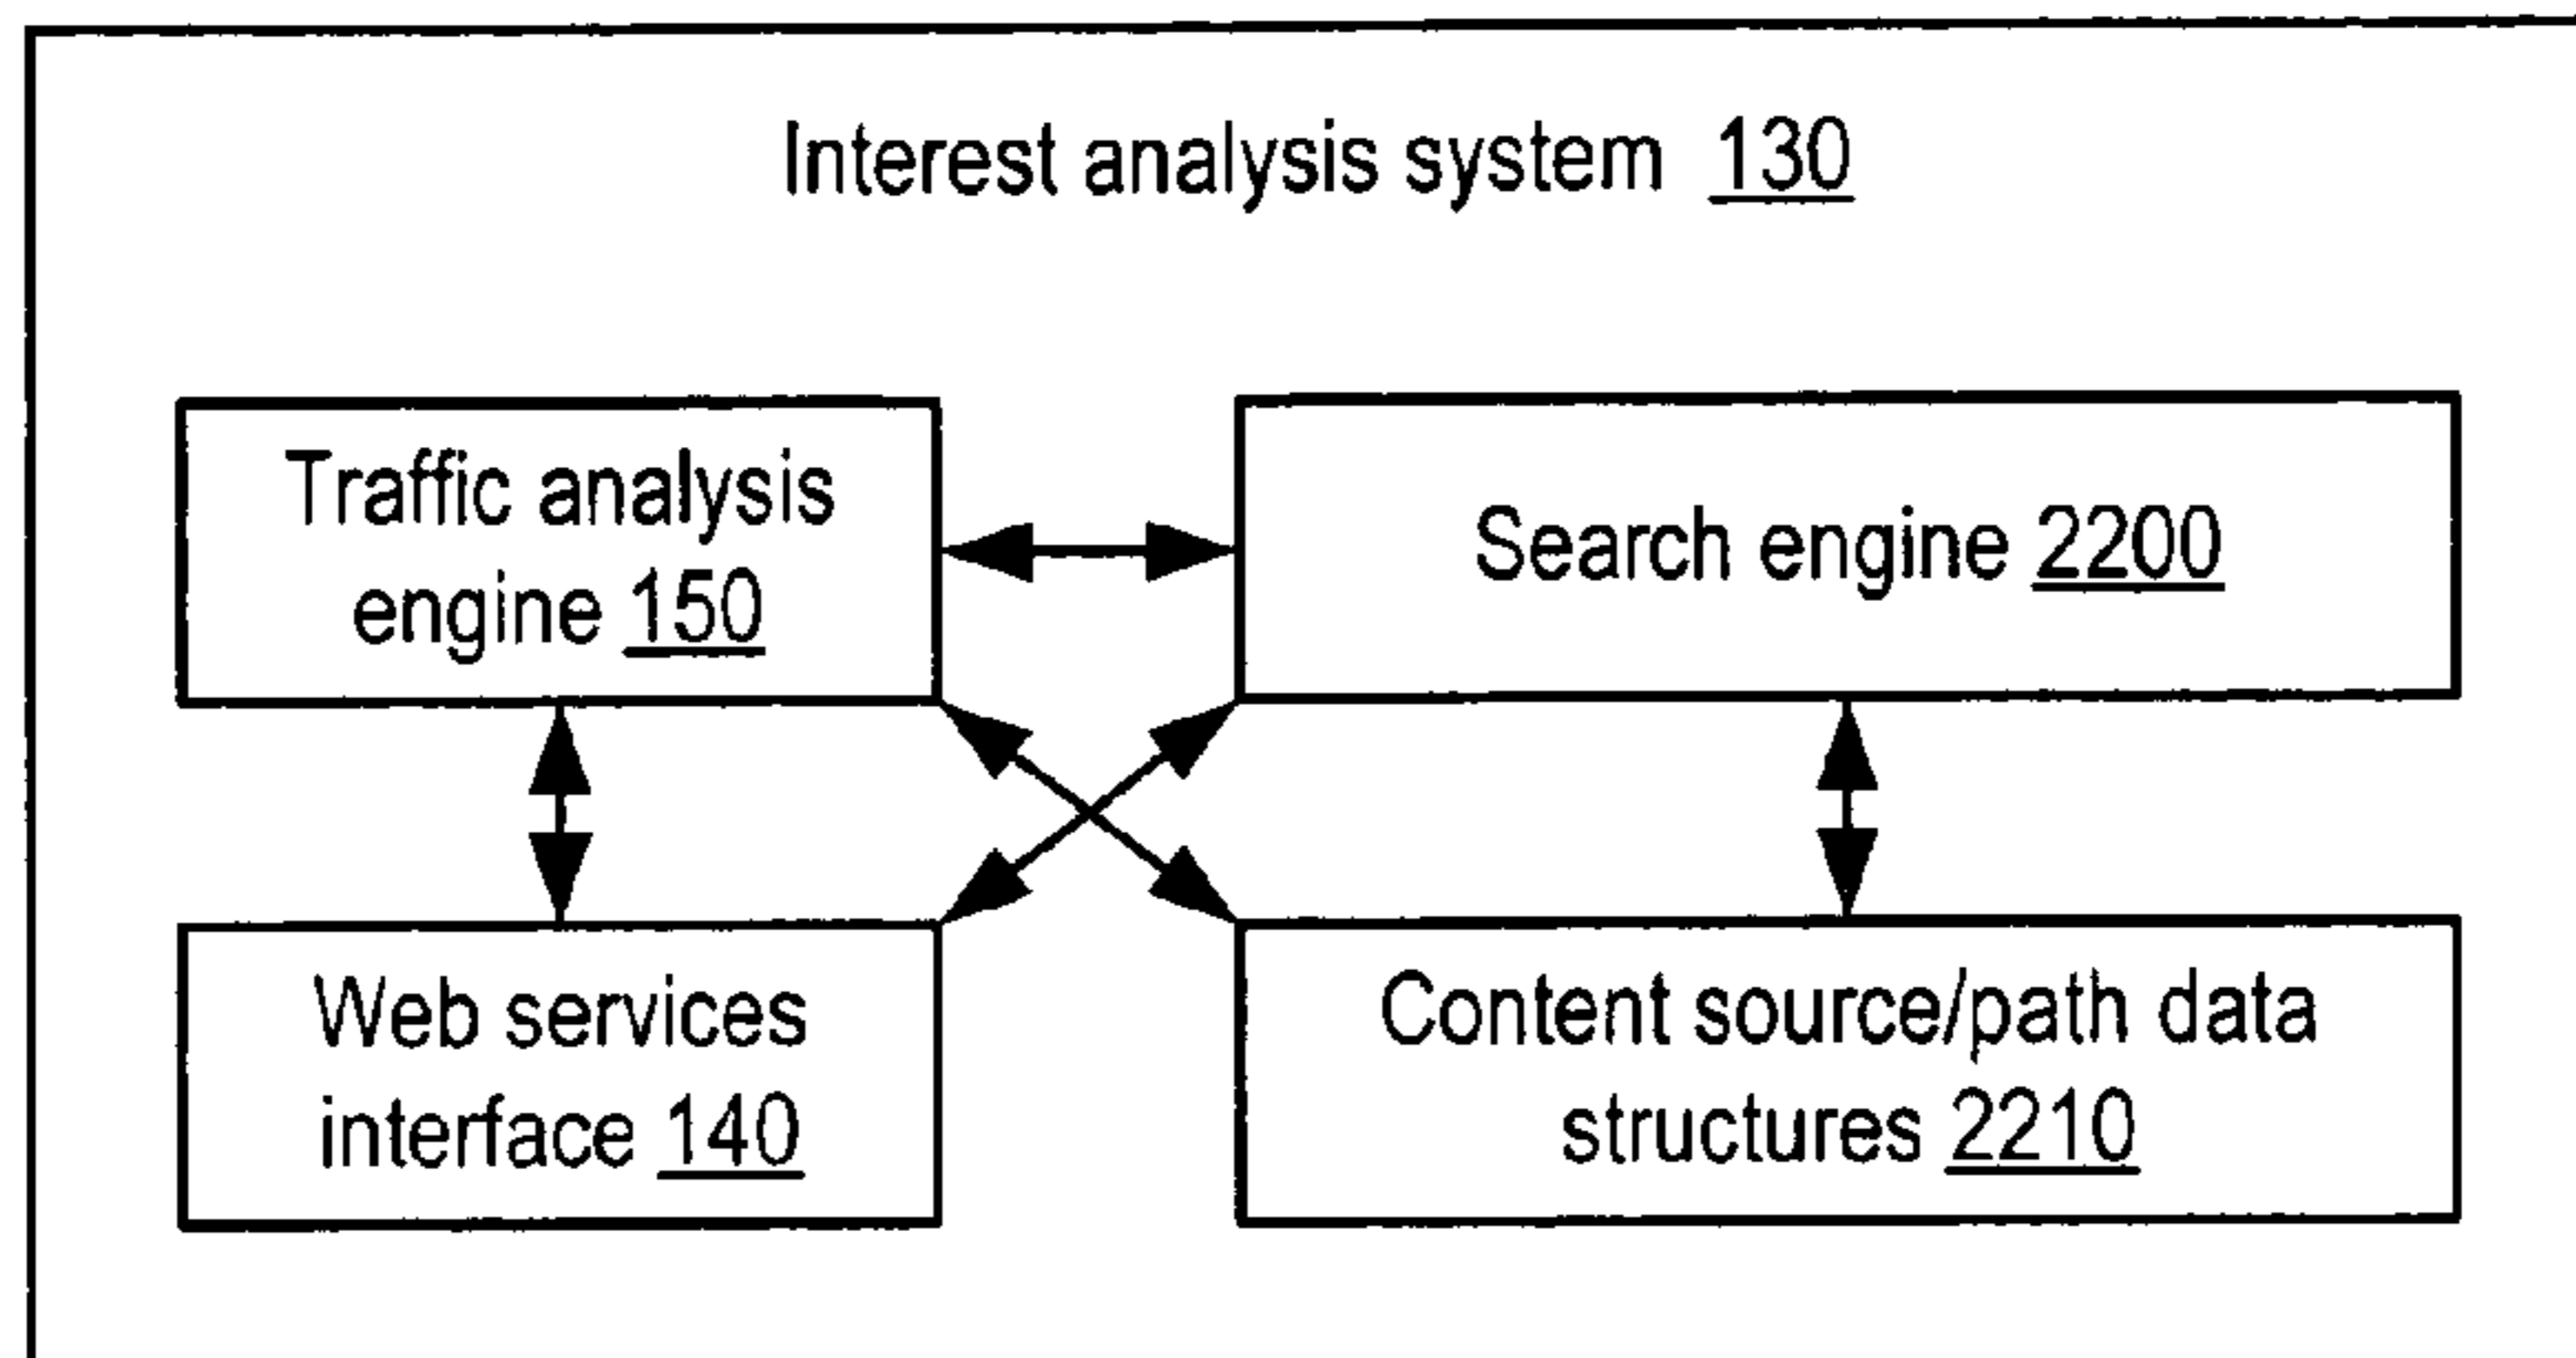 Interest analysis system 130
Traffic analysis
engine 150
Search engine 2200
Web services
interface 140
Content source/path data
structures 2210